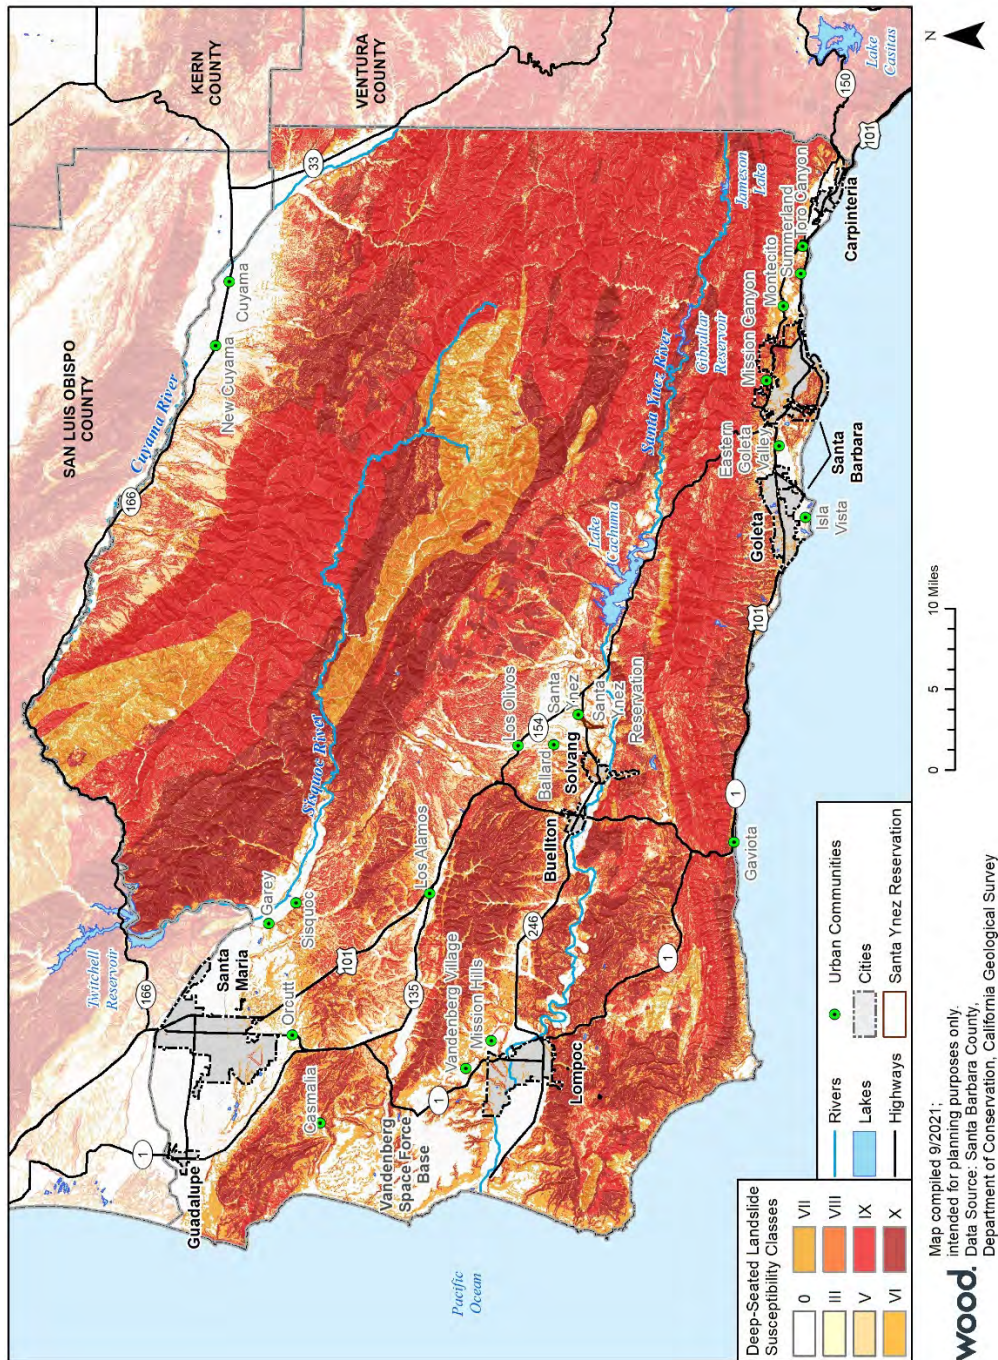 SAN LUIS OBISPO
COUNTY
KERN
COUNTY
VENTURA
COUNTY
Pacific
Ocean
Guadalupe
1
166
Twitchell
Reservoir
Santa
Maria
Orcutt
Garey
Sisquoc
Sisquoc River
Cuyama River
166
New Cuyama
Cuyama
33
Casmalia
Vandenberg
Space Force
Base
135
101
Los Alamos
Vandenberg Village
Mission Hills
1
Lompoc
246
Buellton
Solvang
Ballard
Los Olivos
154
Santa
Ynez
Santa
Ynez
Reservation
Lake
Cachuma
Santa Ynez River
Gibraltar
Reservoir
Jameson
Lake
1
Gaviota
1
101
Goleta
Isla
Vista
Eastern
Goleta
Valley
Santa
Barbara
Mission Canyon
Montecito
Summerland
Toro Canyon
Carpinteria
101
150
Lake
Casitas
Deep-Seated Landslide
Susceptibility Classes
0
III
V
VI
VII
VIII
IX
X
Rivers
Lakes
Highways
Urban Communities
Cities
Santa Ynez Reservation
0
5
10 Miles
N
wood.
Map compiled 9/2021;
intended for planning purposes only.
Data Source: Santa Barbara County,
Department of Conservation, California Geological Survey